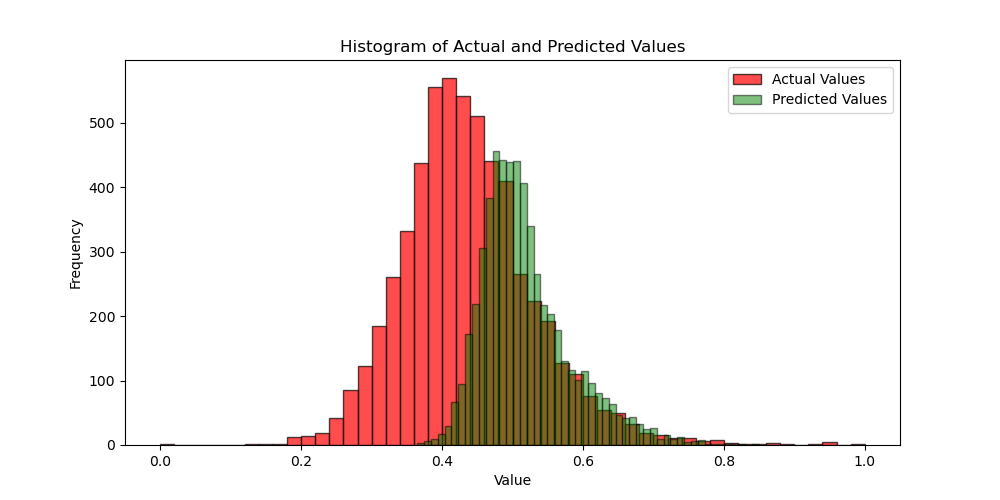 Histogram of Actual and Predicted Values
Actual Values
Predicted Values
Frequency
500
400
300
200
100
0
0.0 0.2 0.4 0.6 0.8 1.0
Value